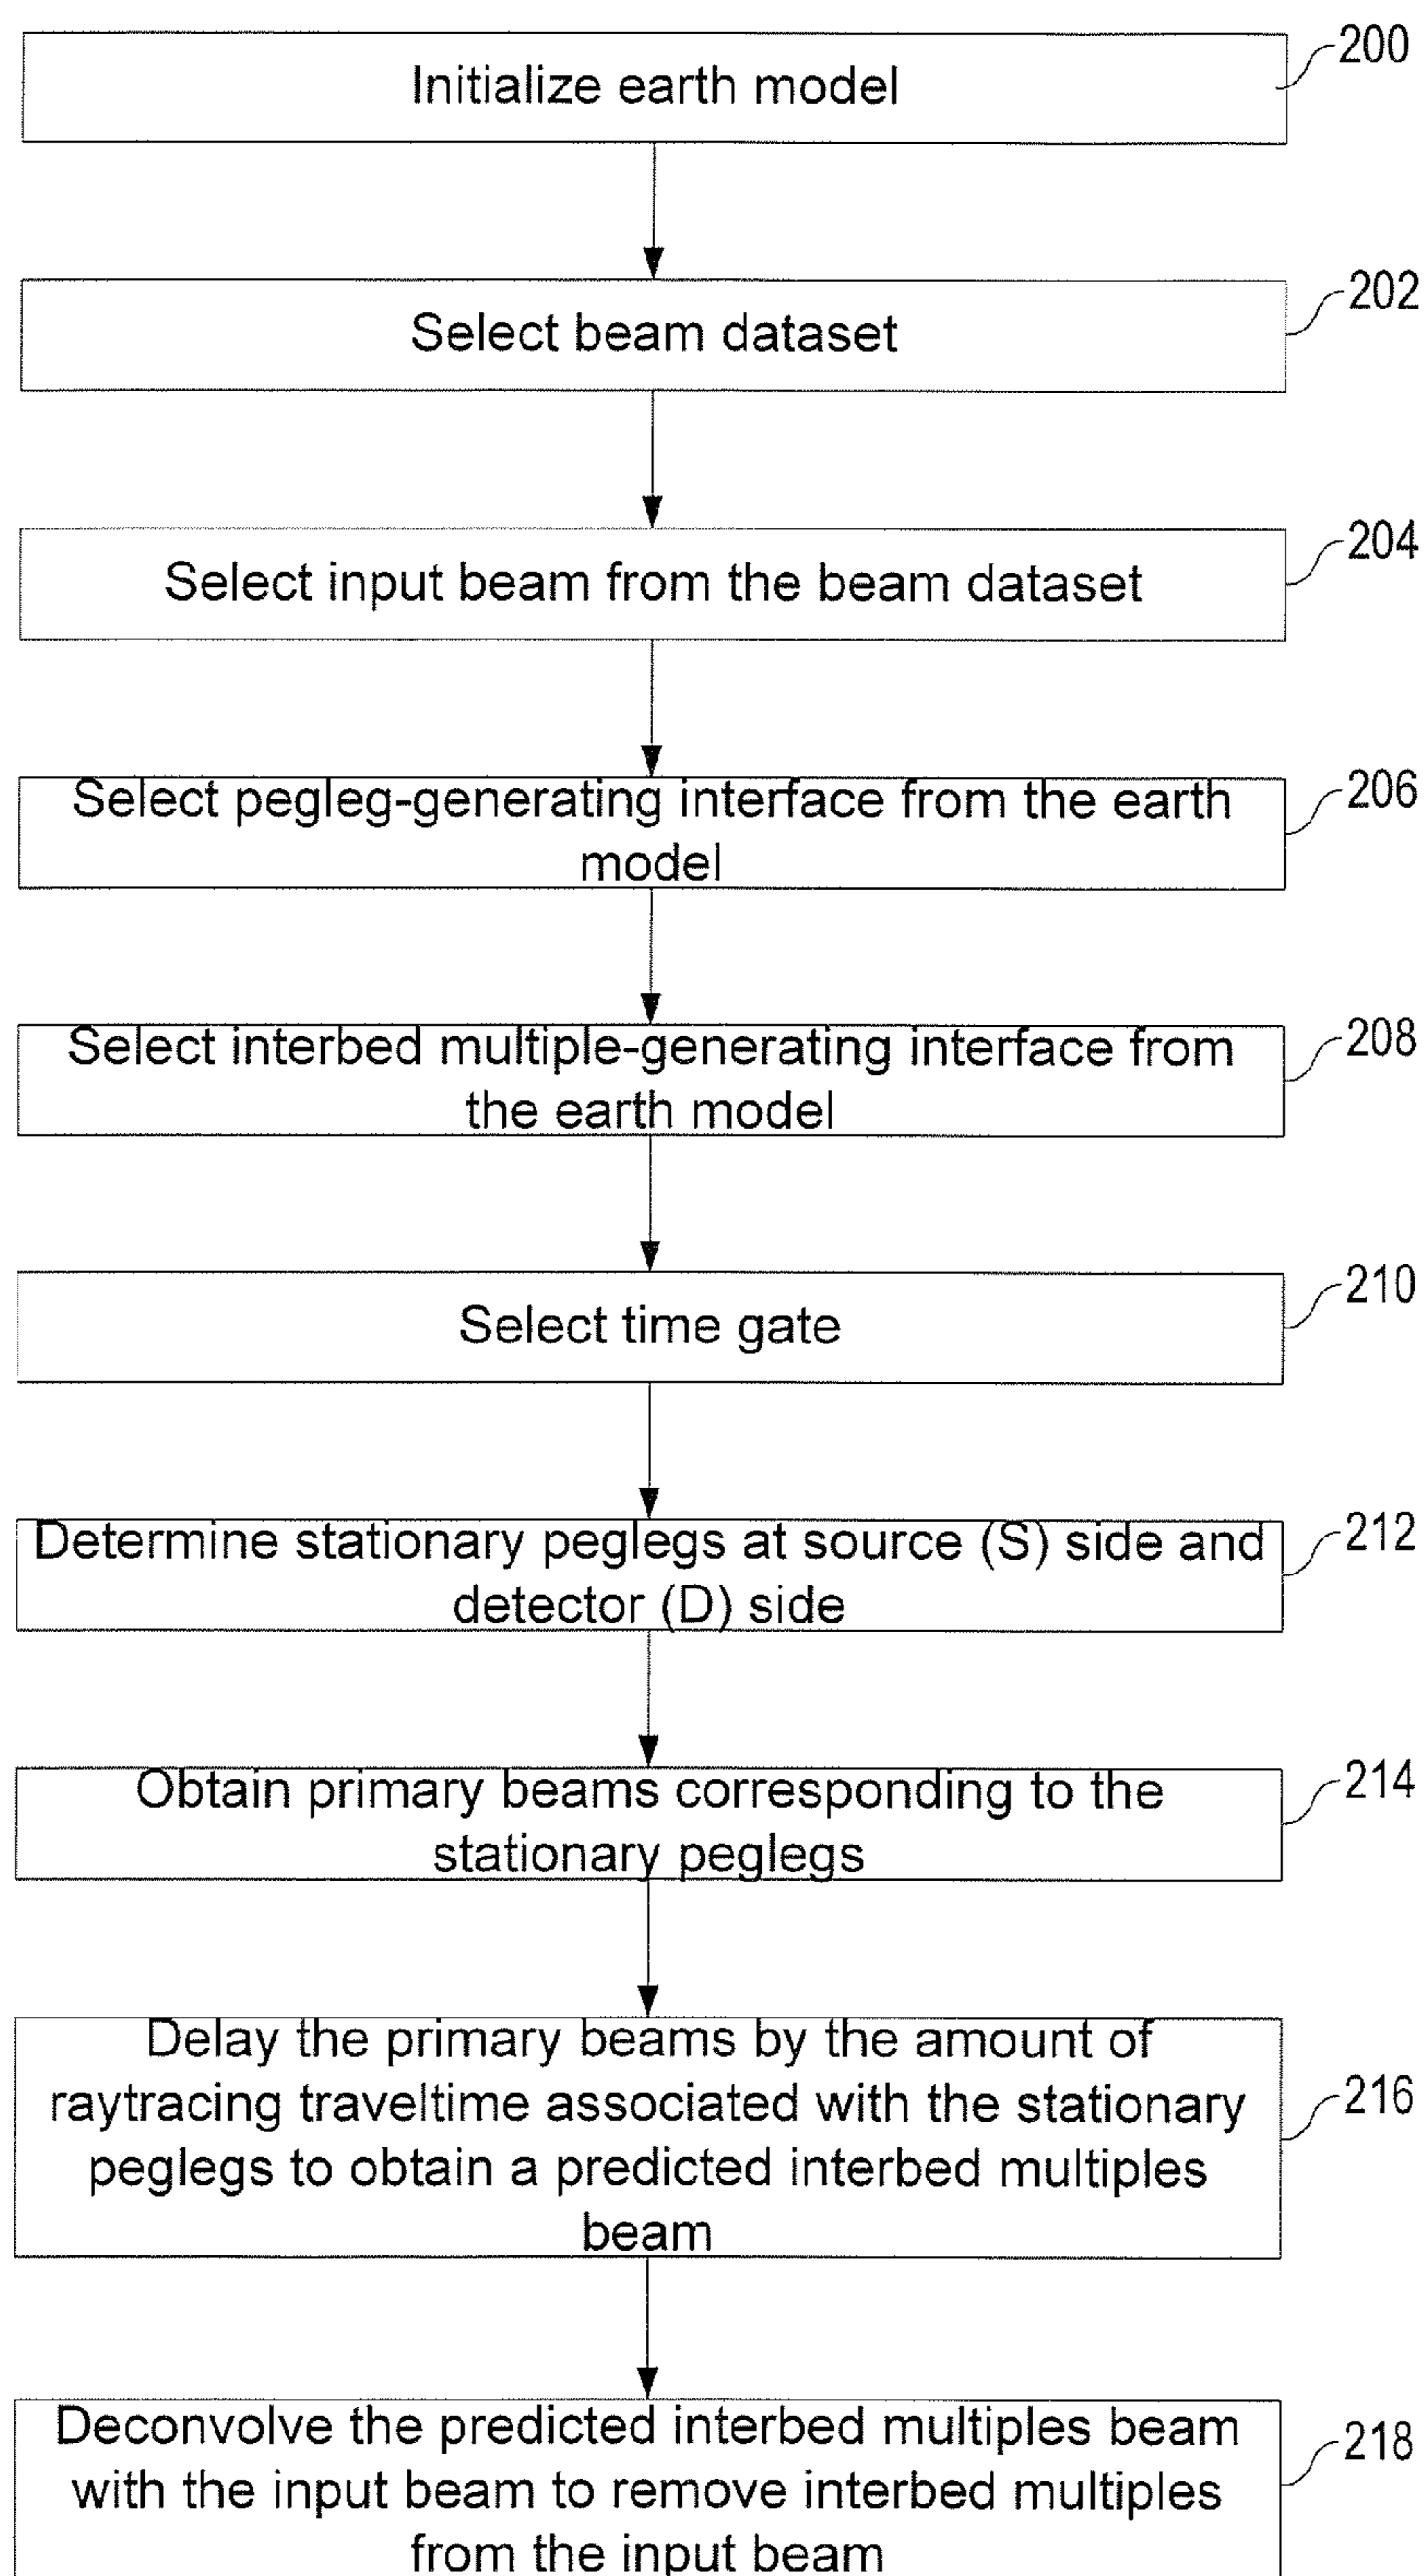 Initialize earth model
200
Select beam dataset
202
Select input beam from the beam dataset
204
Select pegleg-generating interface from the earth
model
206
Select interbed multiple-generating interface from
the earth model
208
Select time gate
210
Determine stationary peglegs at source (S) side and
detector (D) side
212
Obtain primary beams corresponding to the
stationary peglegs
214
Delay the primary beams by the amount of
raytracing traveltime associated with the stationary
peglegs to obtain a predicted interbed multiples
beam
216
Deconvolve the predicted interbed multiples beam
with the input beam to remove interbed multiples
from the input beam
218